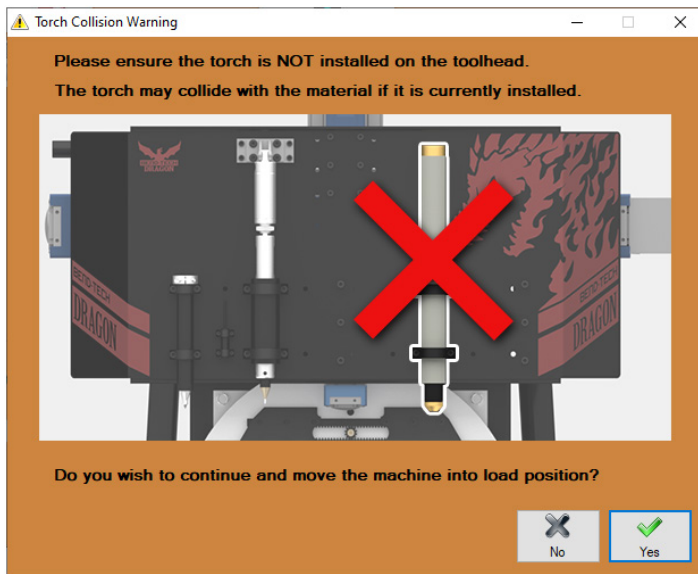 Torch Collision Warning
Please ensure the torch is NOT installed on the toolhead.
The torch may collide with the material if it is currently installed.
DRAGON
BEND-TECH
DRAGON
BEND-TECH
DRAGON
Do you wish to continue and move the machine into load position?
No
Yes